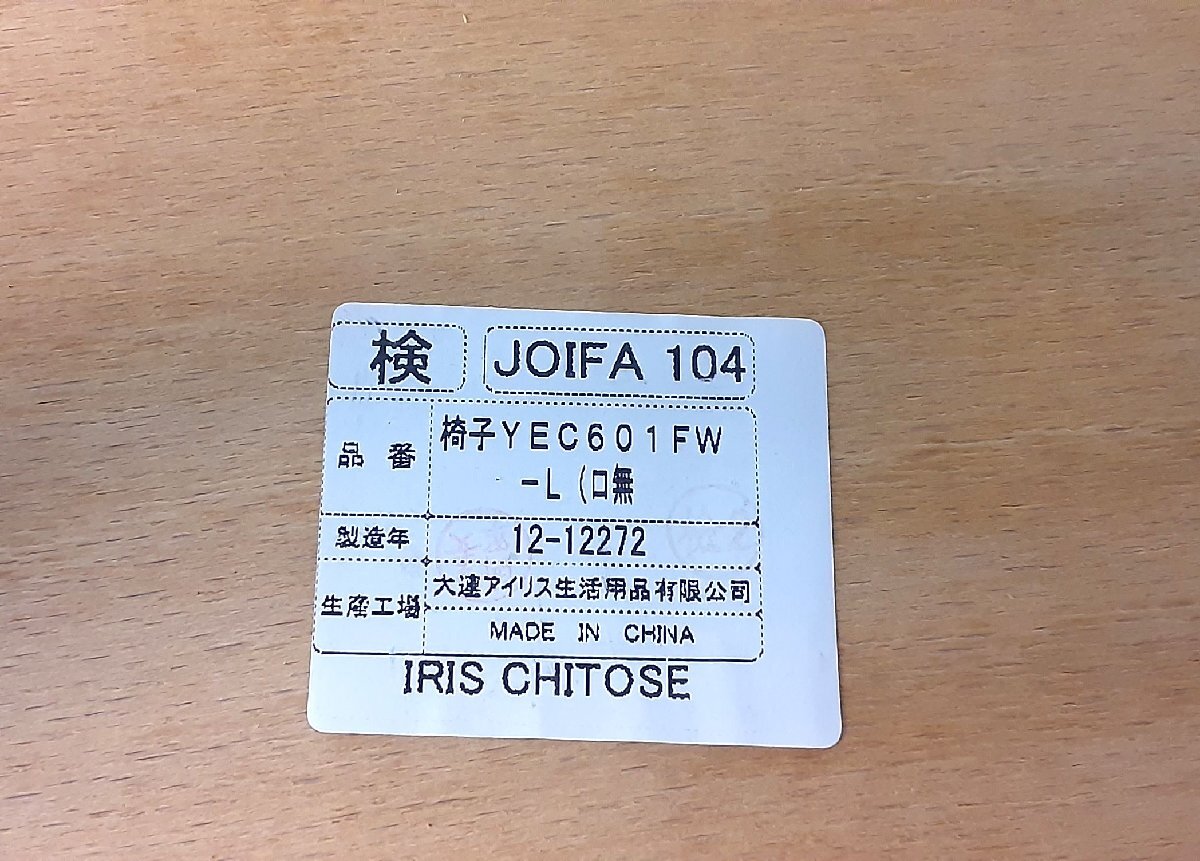 検
JOIFA 104
品番
椅子YEC601FW
-L(口無
製造年
12-12272
生産工場
大連アイリス生活用品有限公司
MADE IN CHINA
IRIS CHITOSE